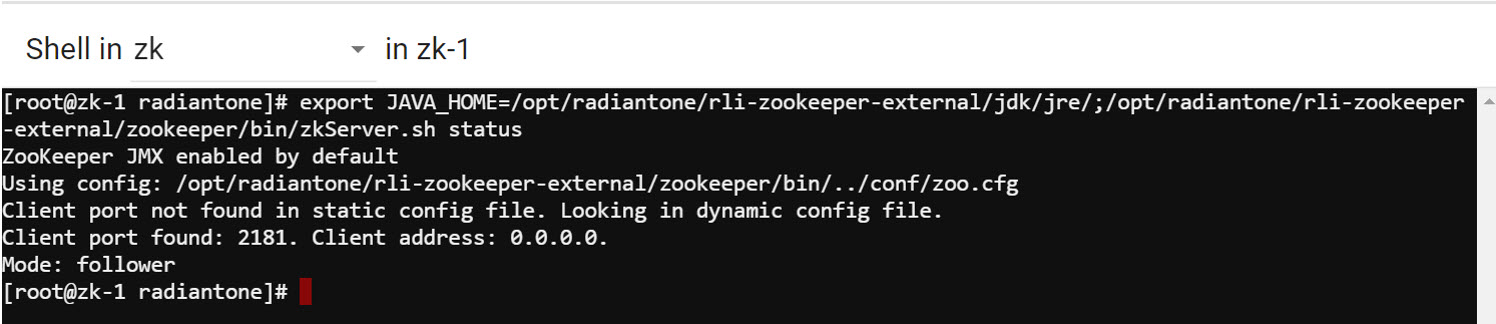 Shell in zk in zk-1
[root@zk-1 radiantone]# export JAVA_HOME=/opt/radiantone/rli-zookeeper-external/jdk/jre/;/opt/radiantone/rli-zookeeper
-external/zookeeper/bin/zkServer.sh status
ZooKeeper JMX enabled by default
Using config: /opt/radiantone/rli-zookeeper-external/zookeeper/bin/../conf/zoo.cfg
Client port not found in static config file. Looking in dynamic config file.
Client port found: 2181. Client address: 0.0.0.0.
Mode: follower
[root@zk-1 radiantone]#